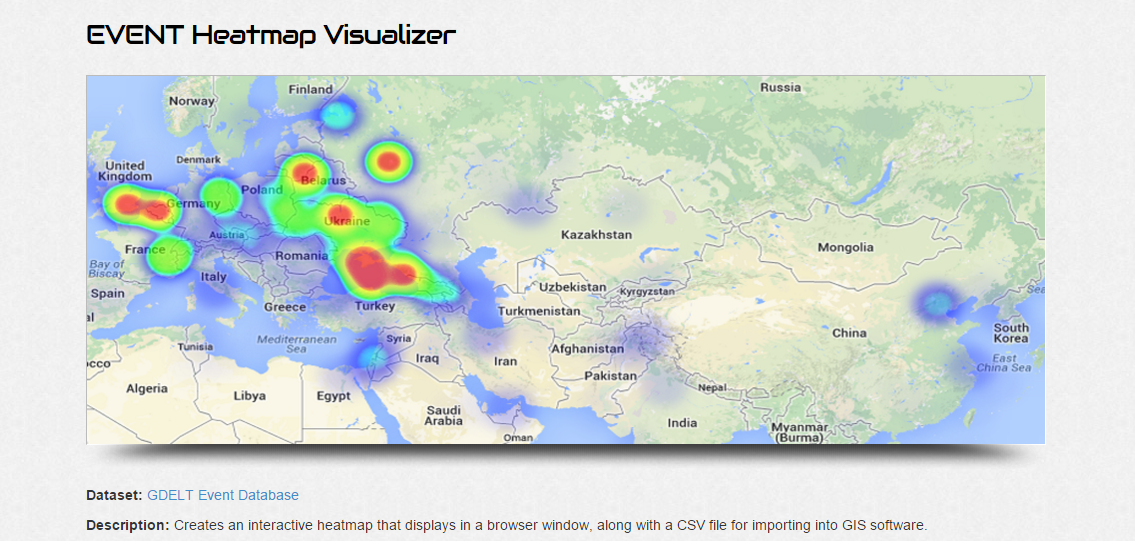 EVENT Heatmap Visualizer
Finland
Russia
Norway
Denmark
United
Kingdom
Belarus
Poland
Germany
Ukraine
Austria
France
Kazakhstan
Mongolia
Romania
Bay of
Biscay
Italy
Spain
Uzbekistan
Kyrgyzstan
Greece
Turkey
Turkmenistan
Sea
South
Korea
China
al
Mediterranean
Sea
Syria
Tunisia
Iraq
Iran
Afghanistan
East
China Sea
occo
Pakistan
Algeria
Libya
Egypt
Nepal
Saudi
Arabia
India
Myanmar
(Burma)
Oman
Dataset: GDELT Event Database
Description: Creates an interactive heatmap that displays in a browser window, along with a CSV file for importing into GIS software.